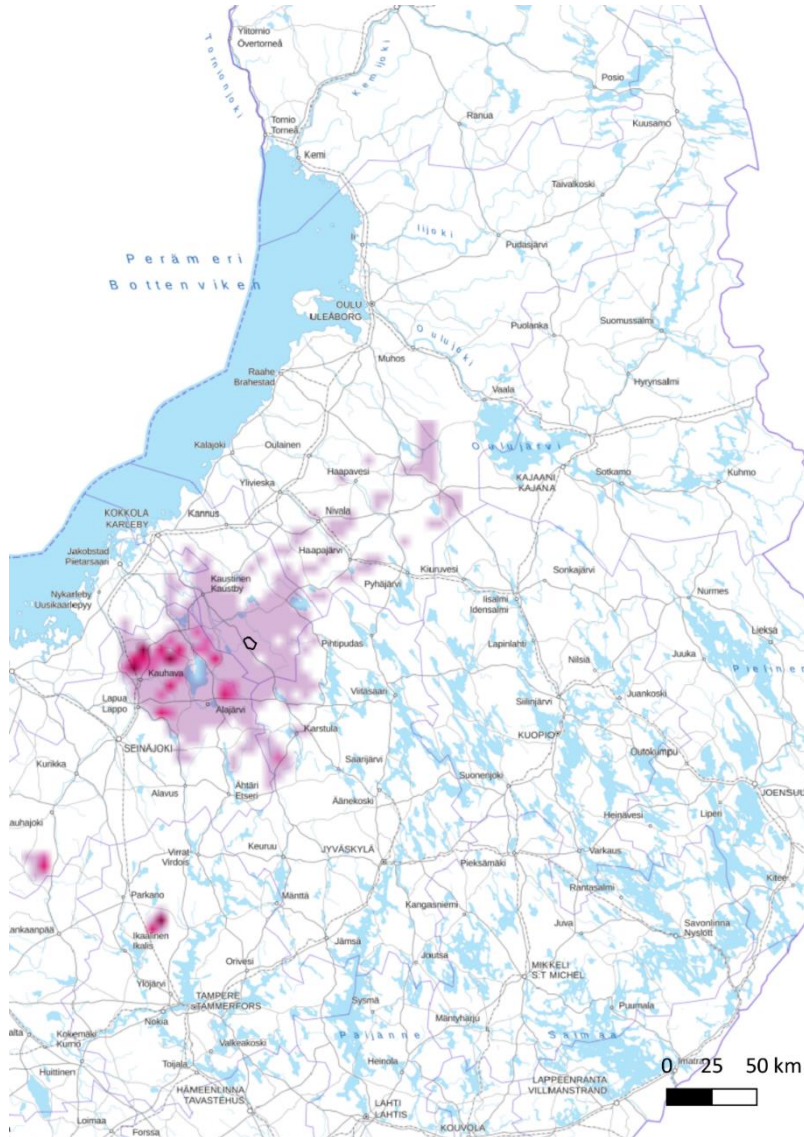 Ylitornio
Övertorneå
Tornionjoki
Kemijoki
Posio
Ranua
Kuusamo
Tornio
Torneå
Kemi
Taivalkoski
Iijoki
Pudasjärvi
Perämeri
Bottenviken
OULU
ULEÅBORG
Oulujoki
Puolanka
Suomussalmi
Muhos
Raahe
Brahestad
Hyrynsalmi
Vaala
Kalajoki
Oulainen
Oulujärvi
Haapavesi
KAJAANI
KAJANA
Sotkamo
Kuhmo
Ylivieska
KOKKOLA
KARLEBY
Kannus
Nivala
Jakobstad
Pietarsaari
Haapajärvi
Kaustinen
Kaustby
Pyhäjärvi
Kiuruvesi
Sonkajärvi
Iisalmi
Idensalmi
Nurmes
Nykarleby
Uusikaarlepyy
Pihtipudas
Lapinlahti
Lieksa
Juuka
Nilsiä
Pielinen
Kauhava
Viitasaari
Siilinjärvi
Juankoski
Lapua
Lappo
Alajärvi
Karstula
KUOPIO
SEINÄJOKI
Outokumpu
Saarijärvi
Kurikka
Suonenjoki
JOENSUU
Alavus
Ähtäri
Etseri
Äänekoski
Heinävesi
Liperi
auhajoki
Virrat
Virdois
Keuruu
JYVÄSKYLÄ
Pieksämäki
Varkaus
Kitee
Parkano
Mänttä
Kangasniemi
Rantasalmi
ankaanpää
Ikaalinen
Ikalis
Juva
Savonlinna
Nyslott
Jämsä
Orivesi
Joutsa
MIKKELI
S:T MICHEL
Ylöjärvi
TAMPERE
TAMMERFORS
Sysmä
Puumala
Nokia
Mäntyharju
Kokemäki
Kumo
Valkeakoski
Päijänne
Saimaa
Huittinen
Toijala
Heinola
0 25 50 km
Imatra
HÄMEENLINNA
TAVASTEHUS
LAPPEENRANTA
VILLMANSTRAND
Loimaa
Forssa
LAHTI
LAHTIS
KOUVOLA